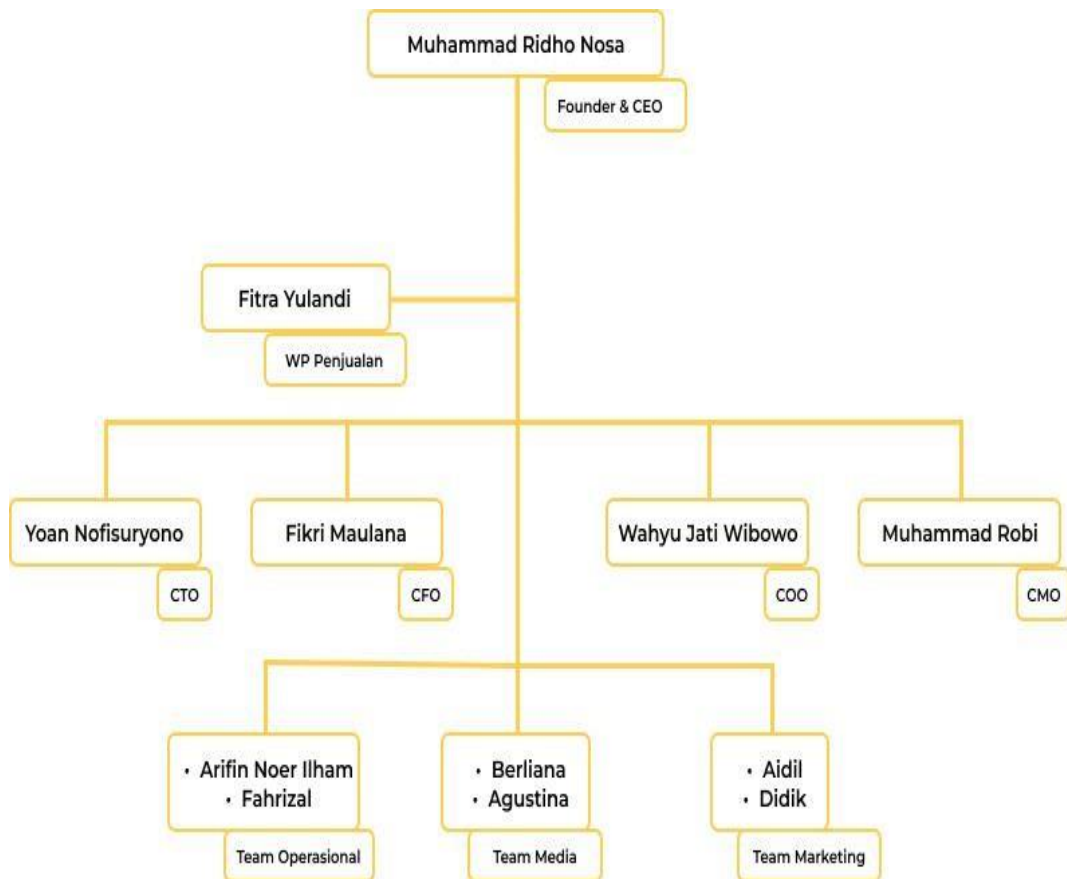 Muhammad Ridho Nosa
Founder & CEO
Fitra Yulandi
WP Penjualan
Yoan Nofisuryono
CTO
Fikri Maulana
CFO
Wahyu Jati Wibowo
COO
Muhammad Robi
CMO
• Arifin Noer Ilham
• Fahrizal
Team Operasional
• Berliana
• Agustina
Team Media
• Aidil
• Didik
Team Marketing